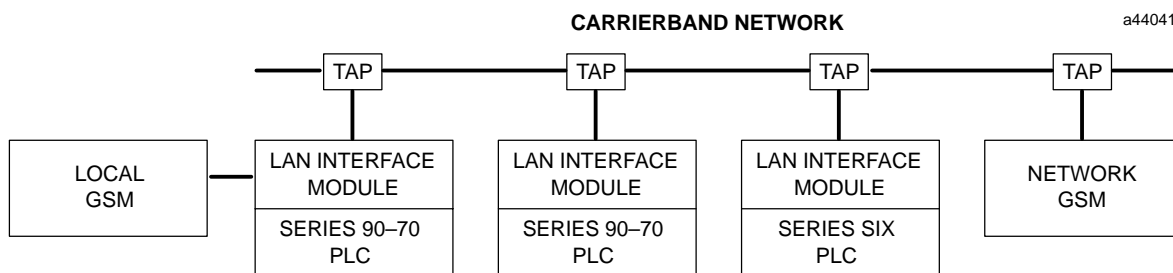 CARRIERBAND NETWORK
a44041
TAP
TAP
TAP
TAP
LOCAL
GSM
LAN INTERFACE
MODULE
SERIES 90–70
PLC
LAN INTERFACE
MODULE
SERIES 90–70
PLC
LAN INTERFACE
MODULE
SERIES SIX
PLC
NETWORK
GSM